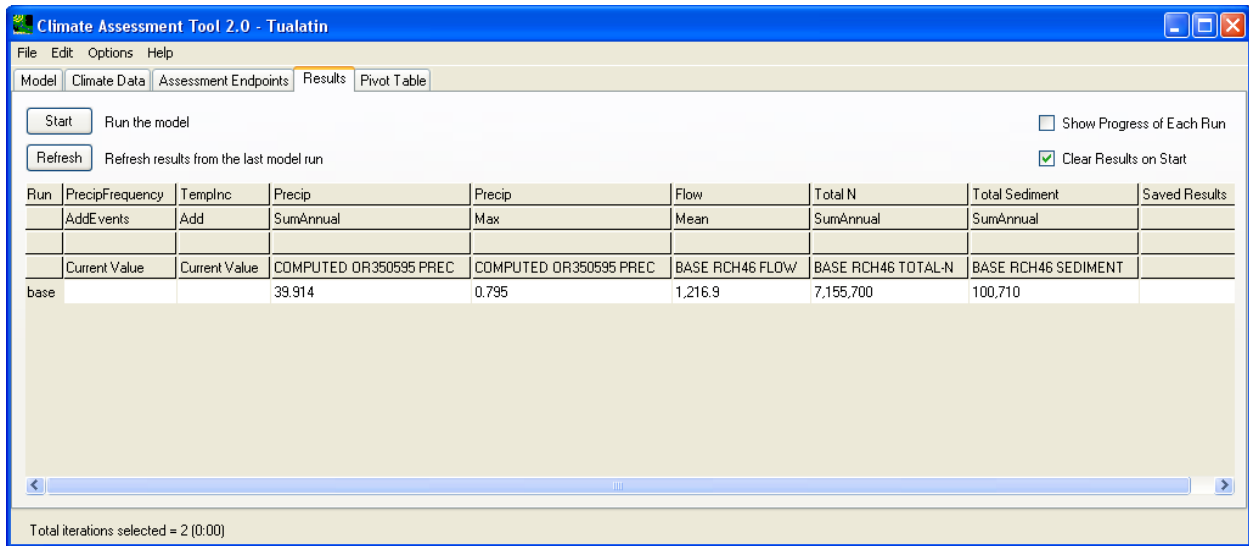 Climate Assessment Tool 2.0 - Tualatin
File Edit Options Help
Model Climate Data Assessment Endpoints Results Pivot Table
Start Run the model Show Progress of Each Run
Refresh Refresh results from the last model run Clear Results on Start
Run PrecipFrequency TempInc Precip Precip Flow Total N Total Sediment Saved Results
AddEvents Add SumAnnual Max Mean SumAnnual SumAnnual
Current Value Current Value COMPUTED OR350595 PREC COMPUTED OR350595 PREC BASE RCH46 FLOW BASE RCH46 TOTAL-N BASE RCH46 SEDIMENT
base 39.914 0.795 1,216.9 7,155,700 100,710
Total iterations selected = 2 (0:00)